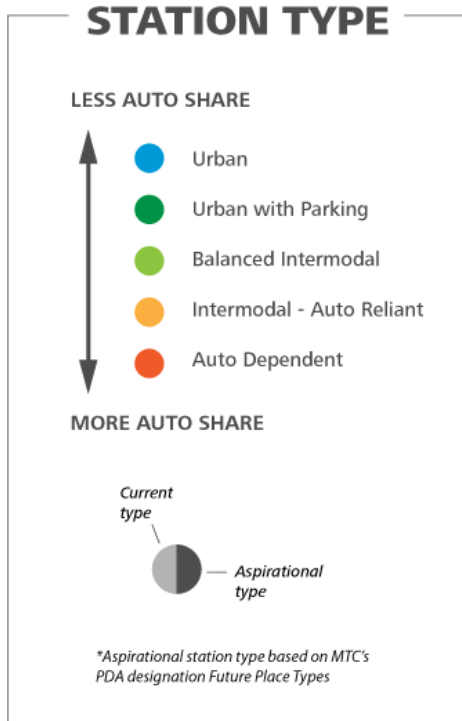 STATION TYPE
LESS AUTO SHARE
Urban
Urban with Parking
Balanced Intermodal
Intermodal - Auto Reliant
Auto Dependent
MORE AUTO SHARE
Current
type
Aspirational
type
*Aspirational station type based on MTC's
PDA designation Future Place Types